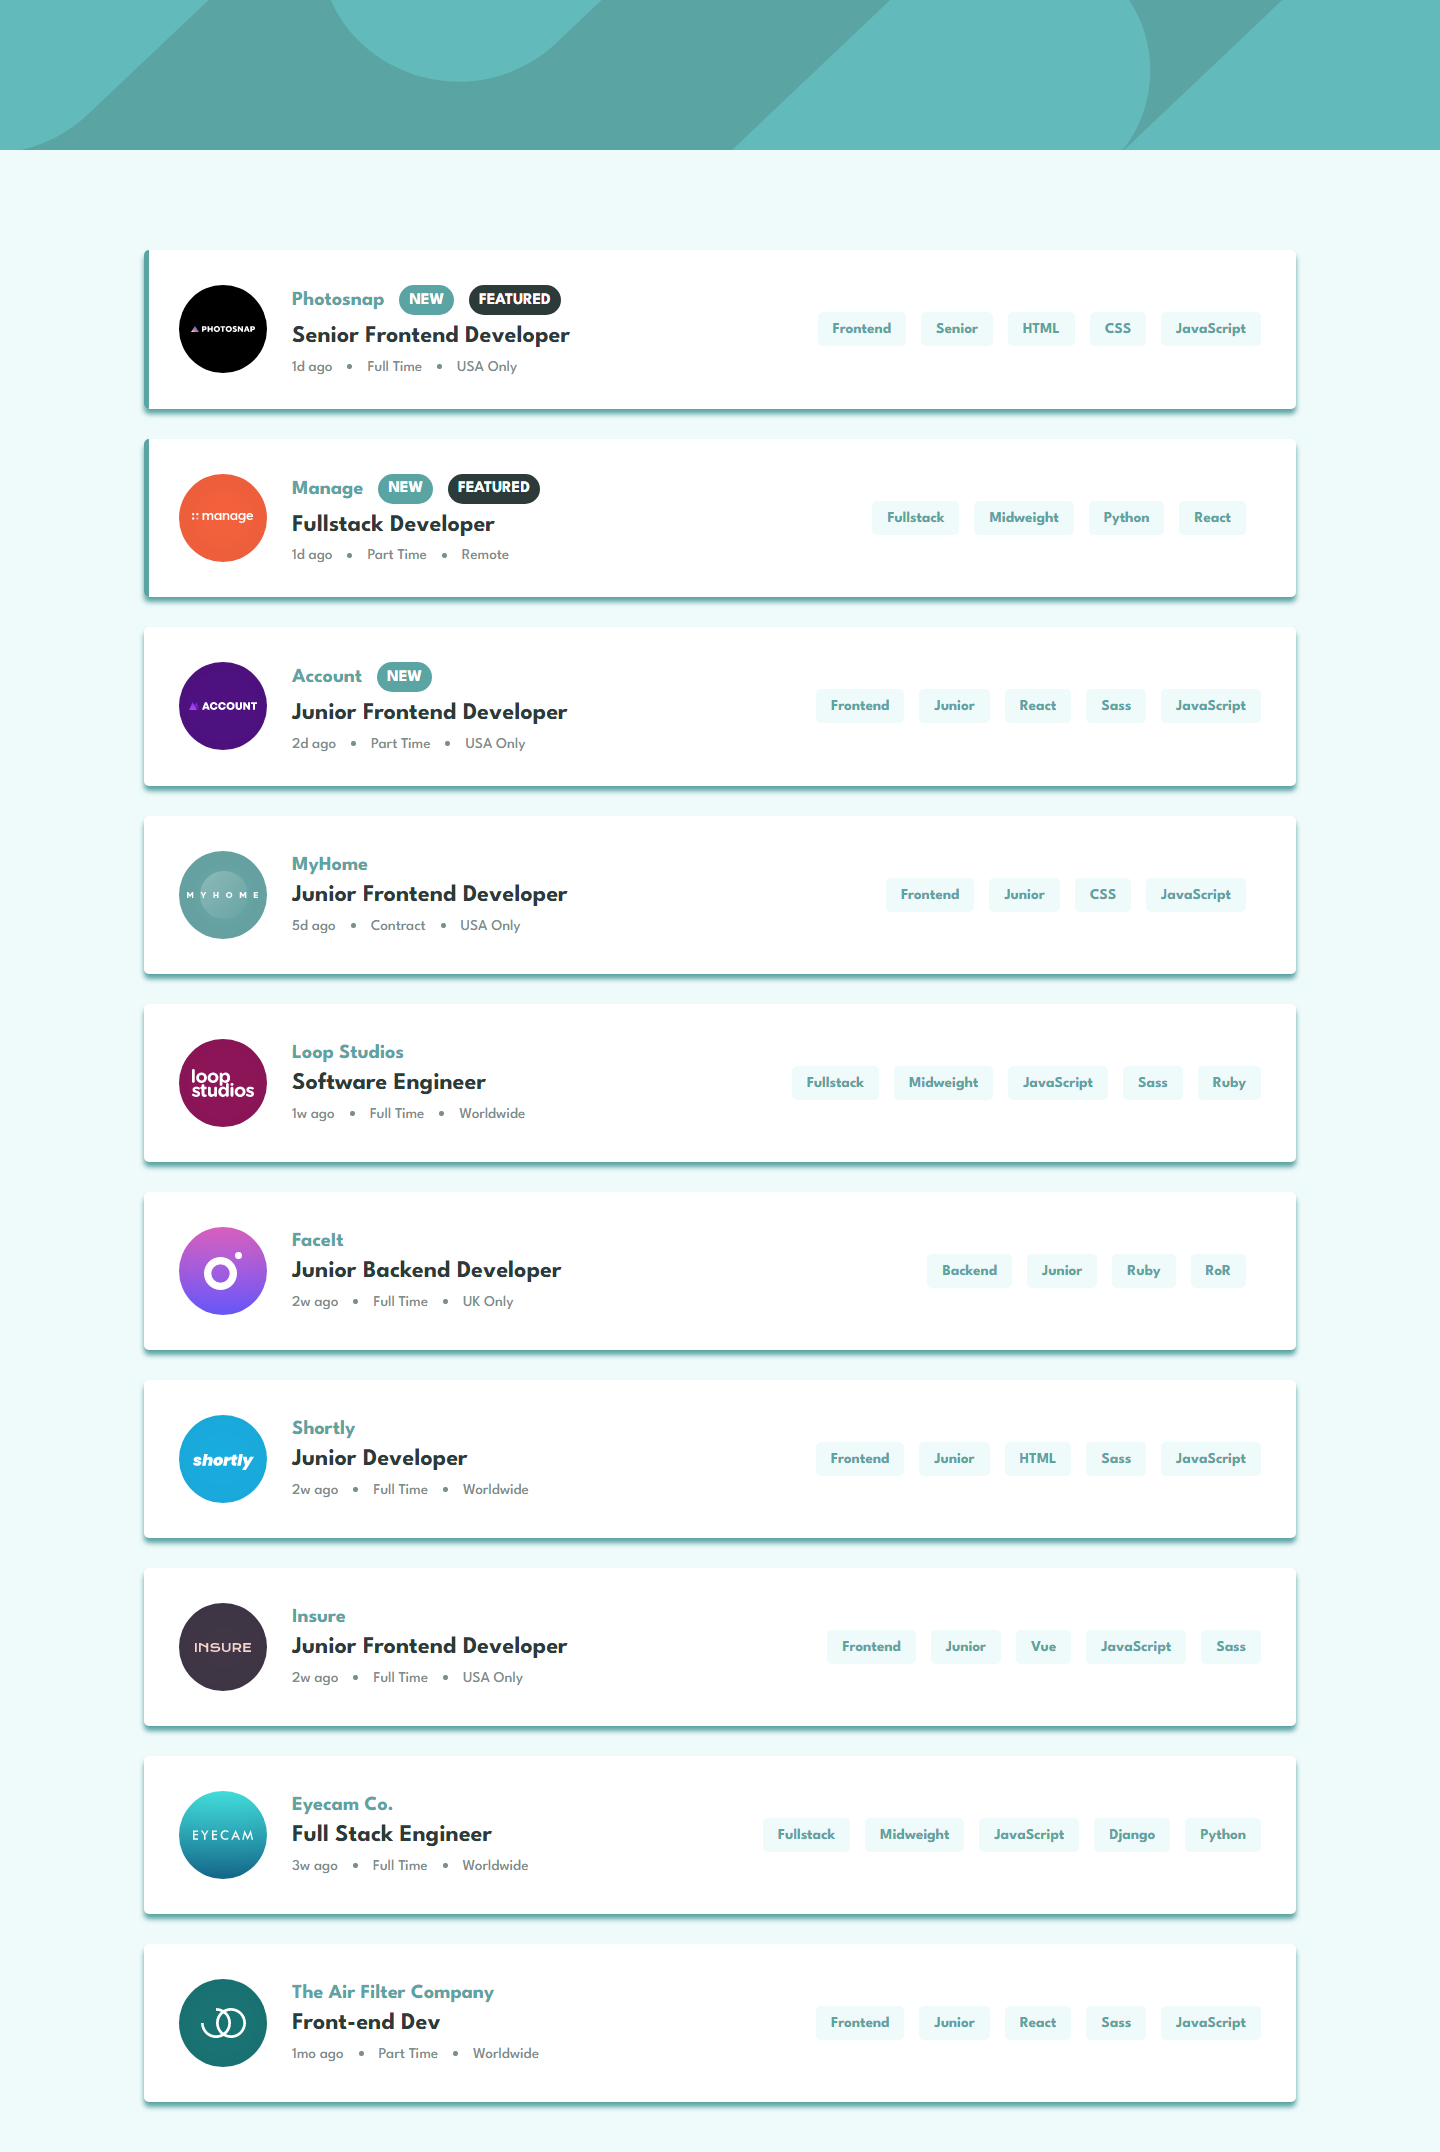 PHOTOSNAP
Photosnap NEW FEATURED
Senior Frontend Developer
1d ago • Full Time • USA Only
Frontend Senior HTML CSS JavaScript
manage
Manage NEW FEATURED
Fullstack Developer
1d ago • Part Time • Remote
Fullstack Midweight Python React
ACCOUNT
Account NEW
Junior Frontend Developer
2d ago • Part Time • USA Only
Frontend Junior React Sass JavaScript
MYHOME
MyHome
Junior Frontend Developer
5d ago • Contract • USA Only
Frontend Junior CSS JavaScript
loop
studios
Loop Studios
Software Engineer
1w ago • Full Time • Worldwide
Fullstack Midweight JavaScript Sass Ruby
FaceIt
Junior Backend Developer
2w ago • Full Time • UK Only
Backend Junior Ruby RoR
shortly
Shortly
Junior Developer
2w ago • Full Time • Worldwide
Frontend Junior HTML Sass JavaScript
INSURE
Insure
Junior Frontend Developer
2w ago • Full Time • USA Only
Frontend Junior Vue JavaScript Sass
EYECAM
Eyecam Co.
Full Stack Engineer
3w ago • Full Time • Worldwide
Fullstack Midweight JavaScript Django Python
The Air Filter Company
Front-end Dev
1mo ago • Part Time • Worldwide
Frontend Junior React Sass JavaScript